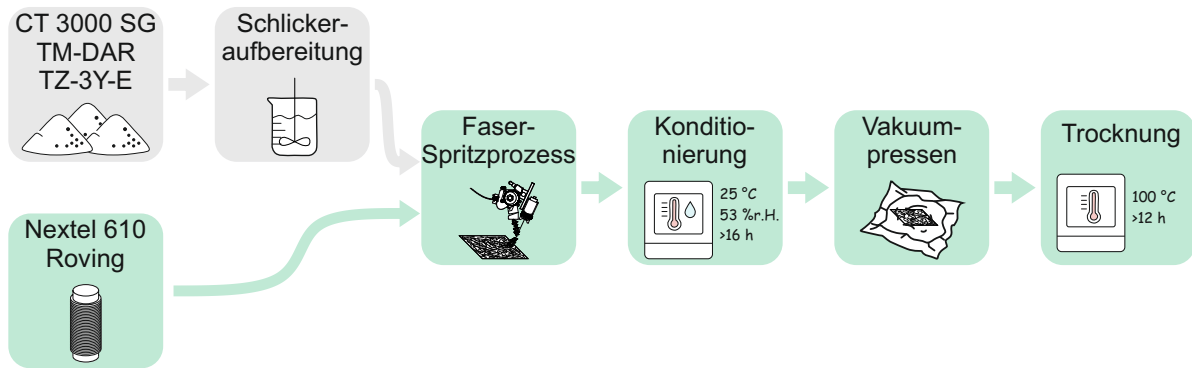 CT 3000 SG
TM-DAR
TZ-3Y-E
Schlicker-
aufbereitung
Nextel 610
Roving
Faser-
Spritzprozess
Konditio-
nierung
25 °C
53 %r.H.
>16 h
Vakuum-
pressen
Trocknung
100 °C
>12 h